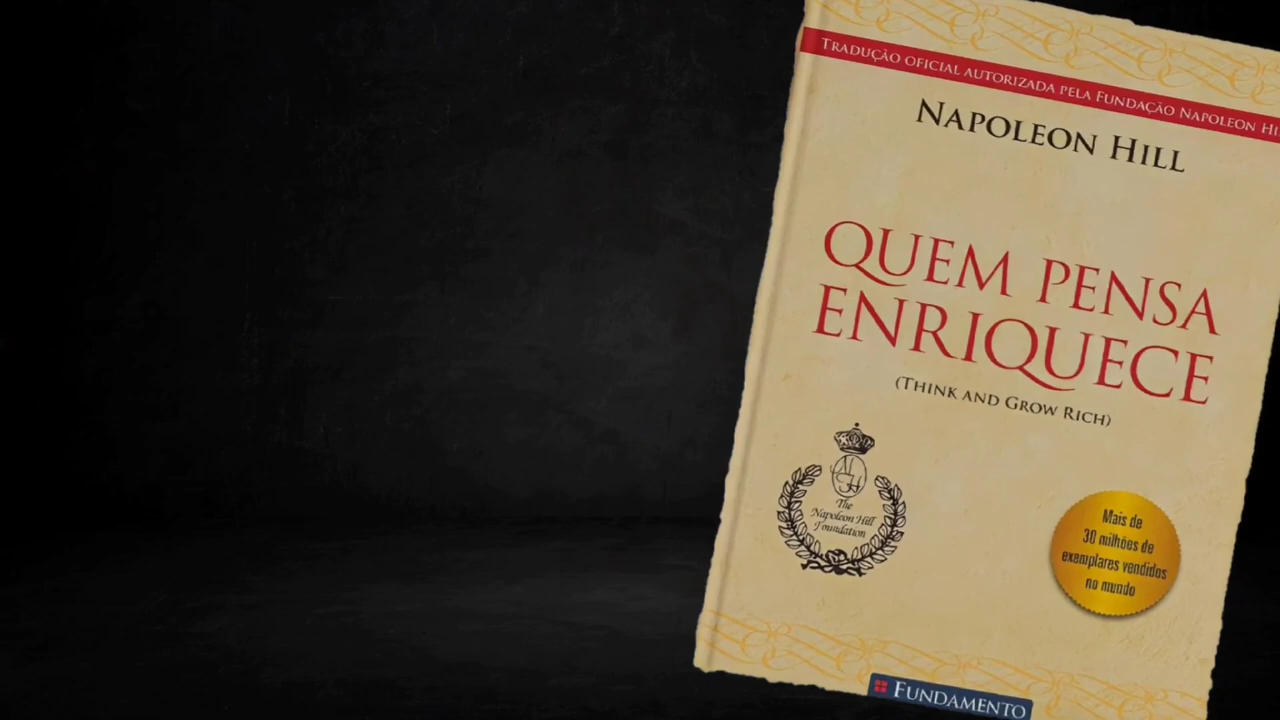 TRADUÇÃO OFICIAL AUTORIZADA PELA FUNDAÇÃO NAPOLEON HI
NAPOLEON HILL
QUEM PENSA
ENRIQUECE
(THINK AND GROW RICH)
NH
The
Napoleon Hill
Foundation
Mais de
30 milhões de
exemplares vendidos
no mundo
FUNDAMENTO